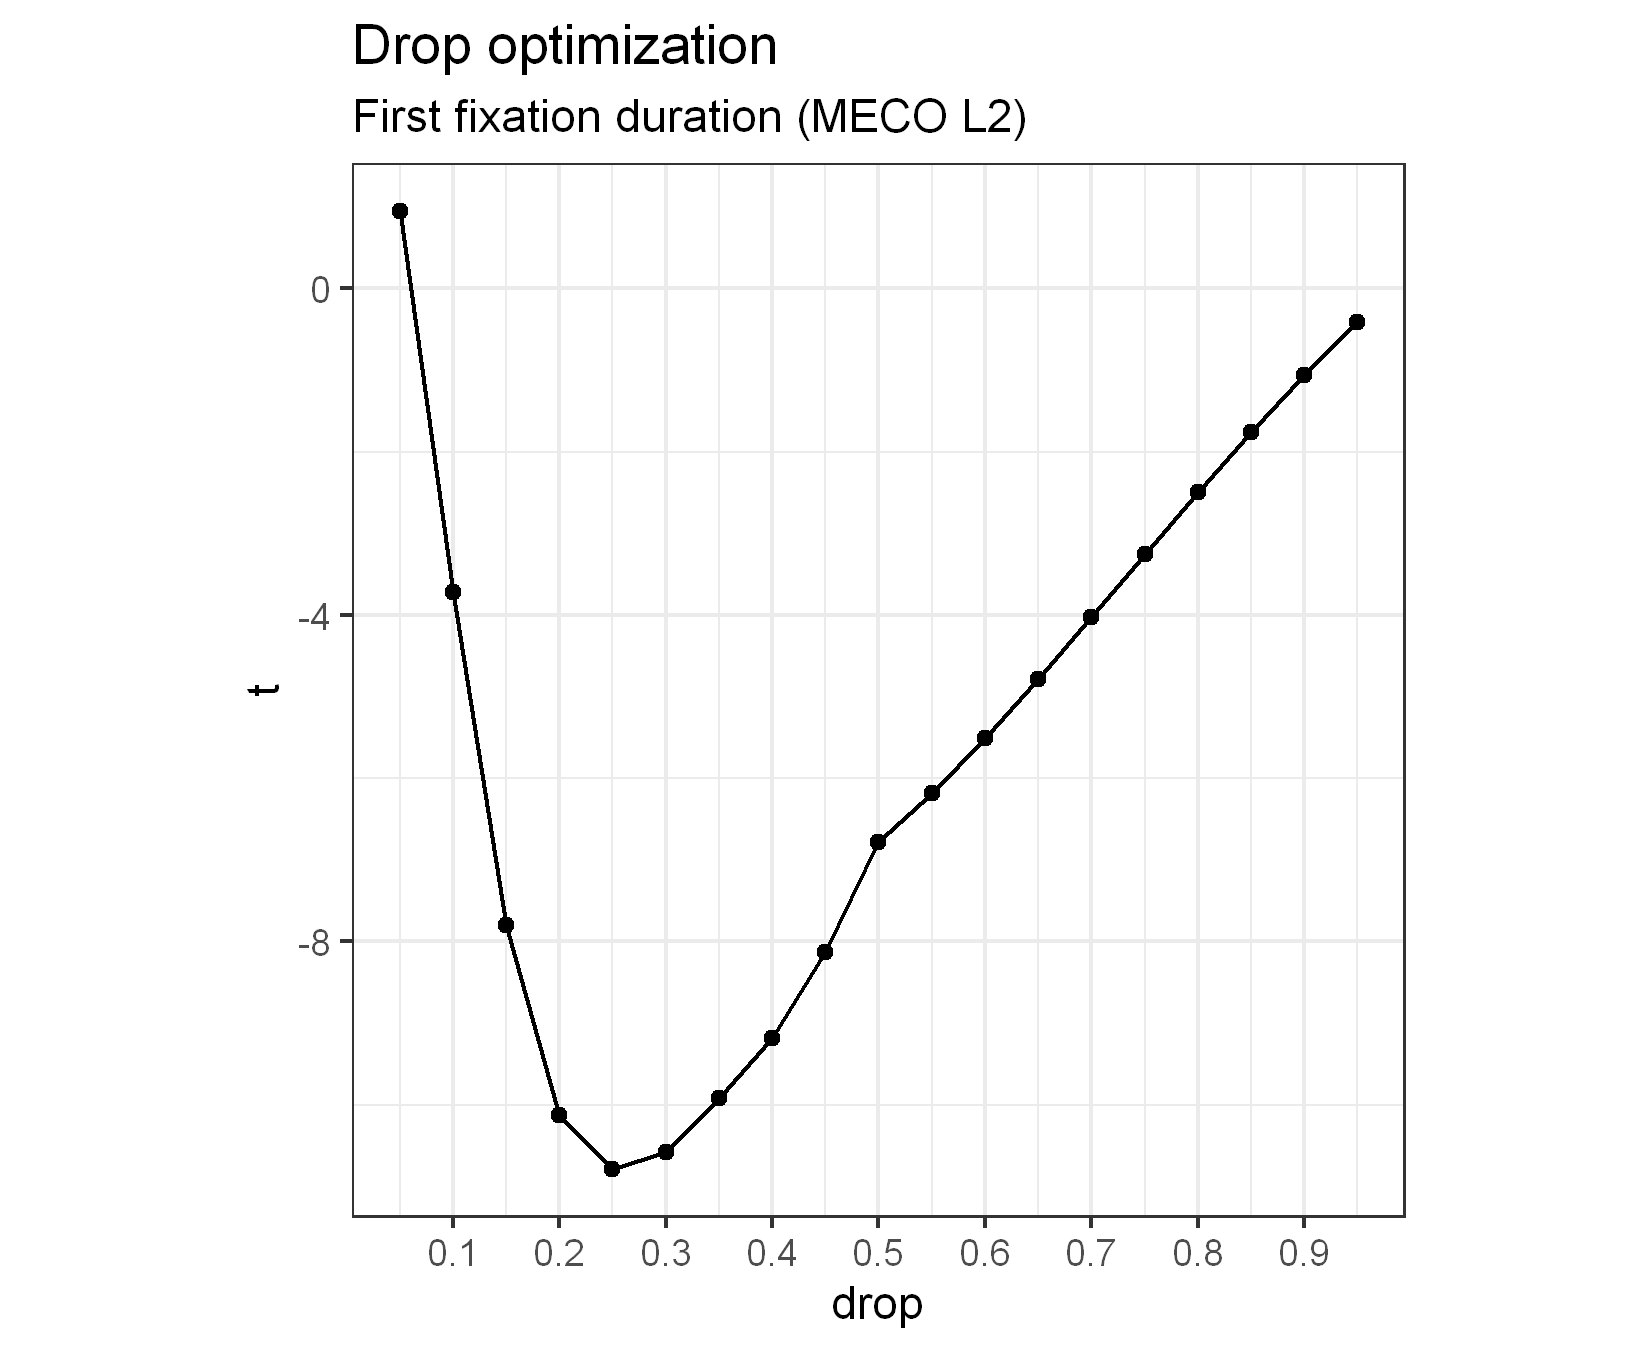 Drop optimization
First fixation duration (MECO L2)
0
-4
-8
t
0.1 0.2 0.3 0.4 0.5 0.6 0.7 0.8 0.9
drop